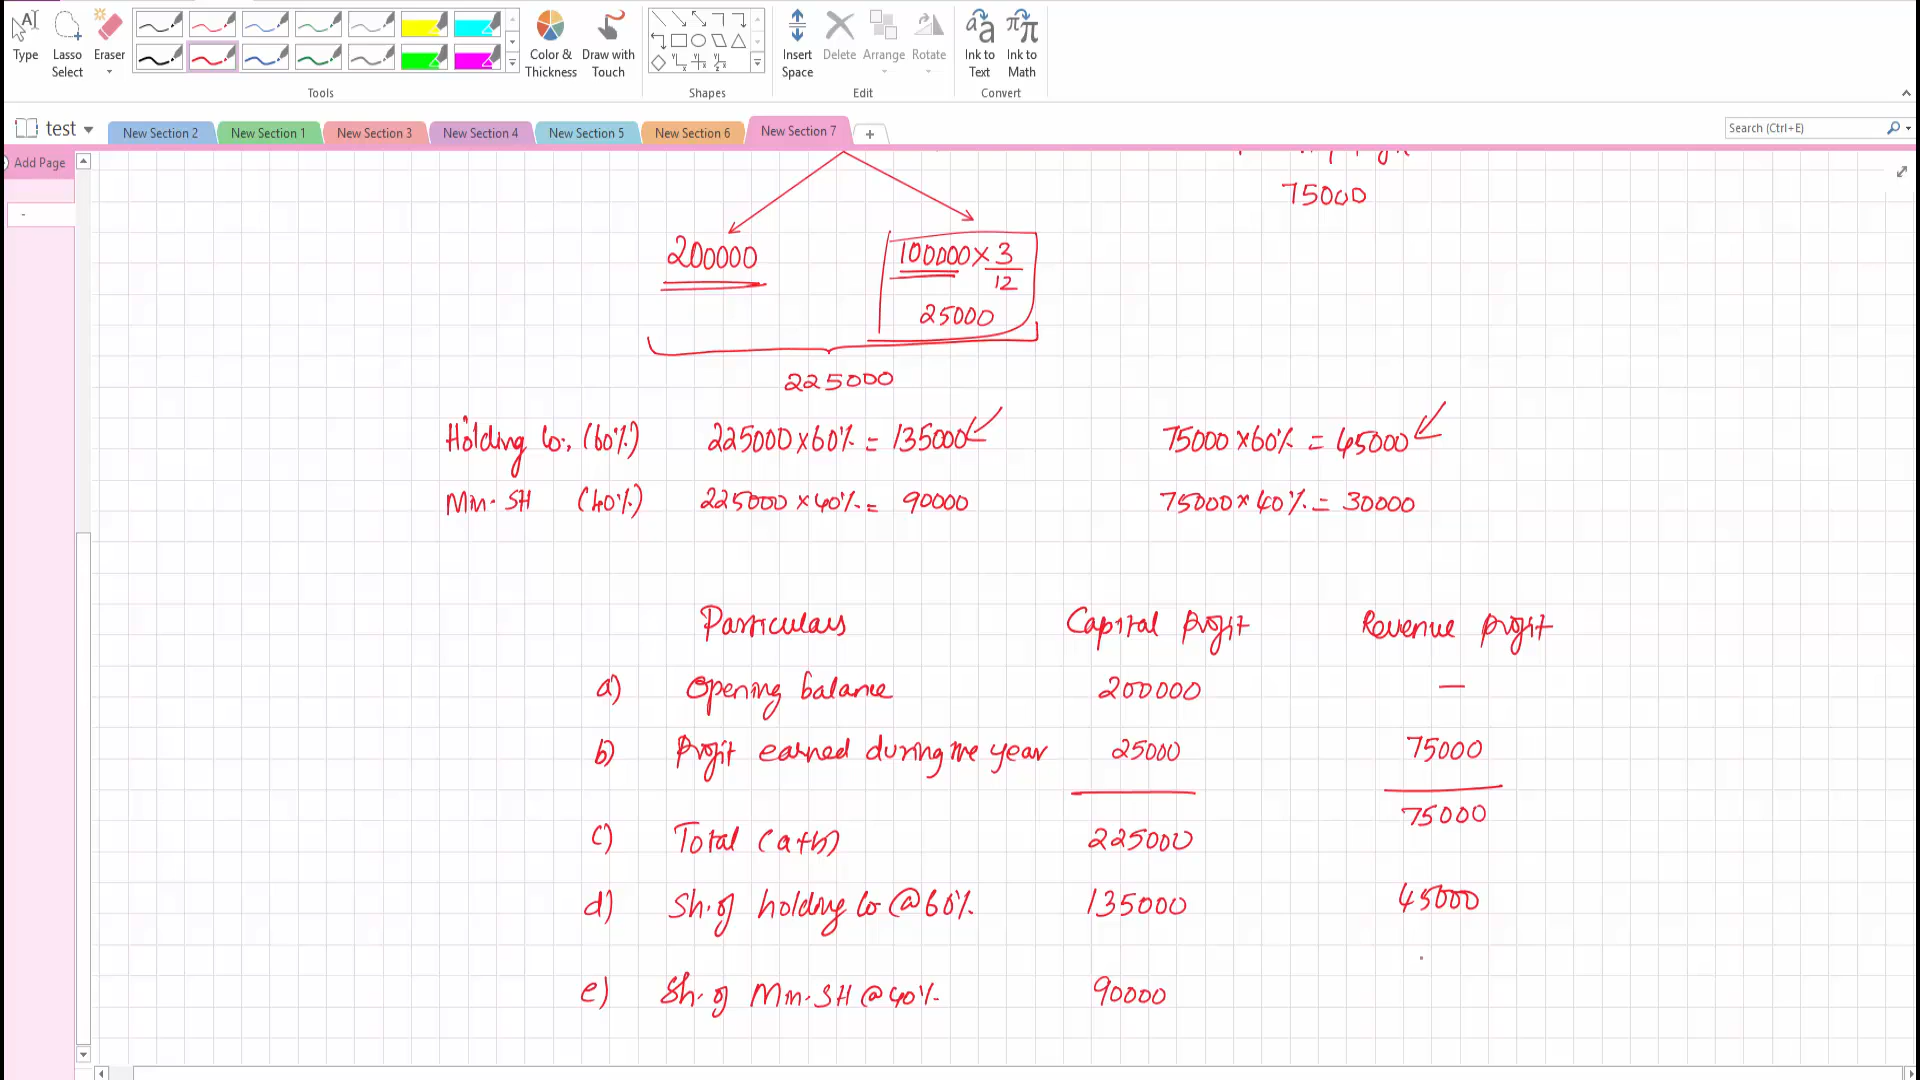 Type
Lasso Select
Eraser
Color & Thickness
Draw with Touch
Insert Space
Delete
Arrange
Rotate
Ink to Text
Ink to Math
Tools
Shapes
Edit
Convert
test
New Section 2
New Section 1
New Section 3
New Section 4
New Section 5
New Section 6
New Section 7
Search (Ctrl+E)
Add Page
75000
200000
100000 × 3/12
25000
225000
Holding Co., (60%) 225000 × 60% = 135000 75000 × 60% = 45000
Min. SH (40%) 225000 × 40% = 90000 75000 × 40% = 30000
Particulars Capital Profit Revenue Profit
a) Opening balance 200000 —
b) Profit earned during the year 25000 75000
75000
c) Total (a+b) 225000
d) Sh. of holding Co @ 60% 135000 45000
e) Sh. of Min. SH @ 40% 90000